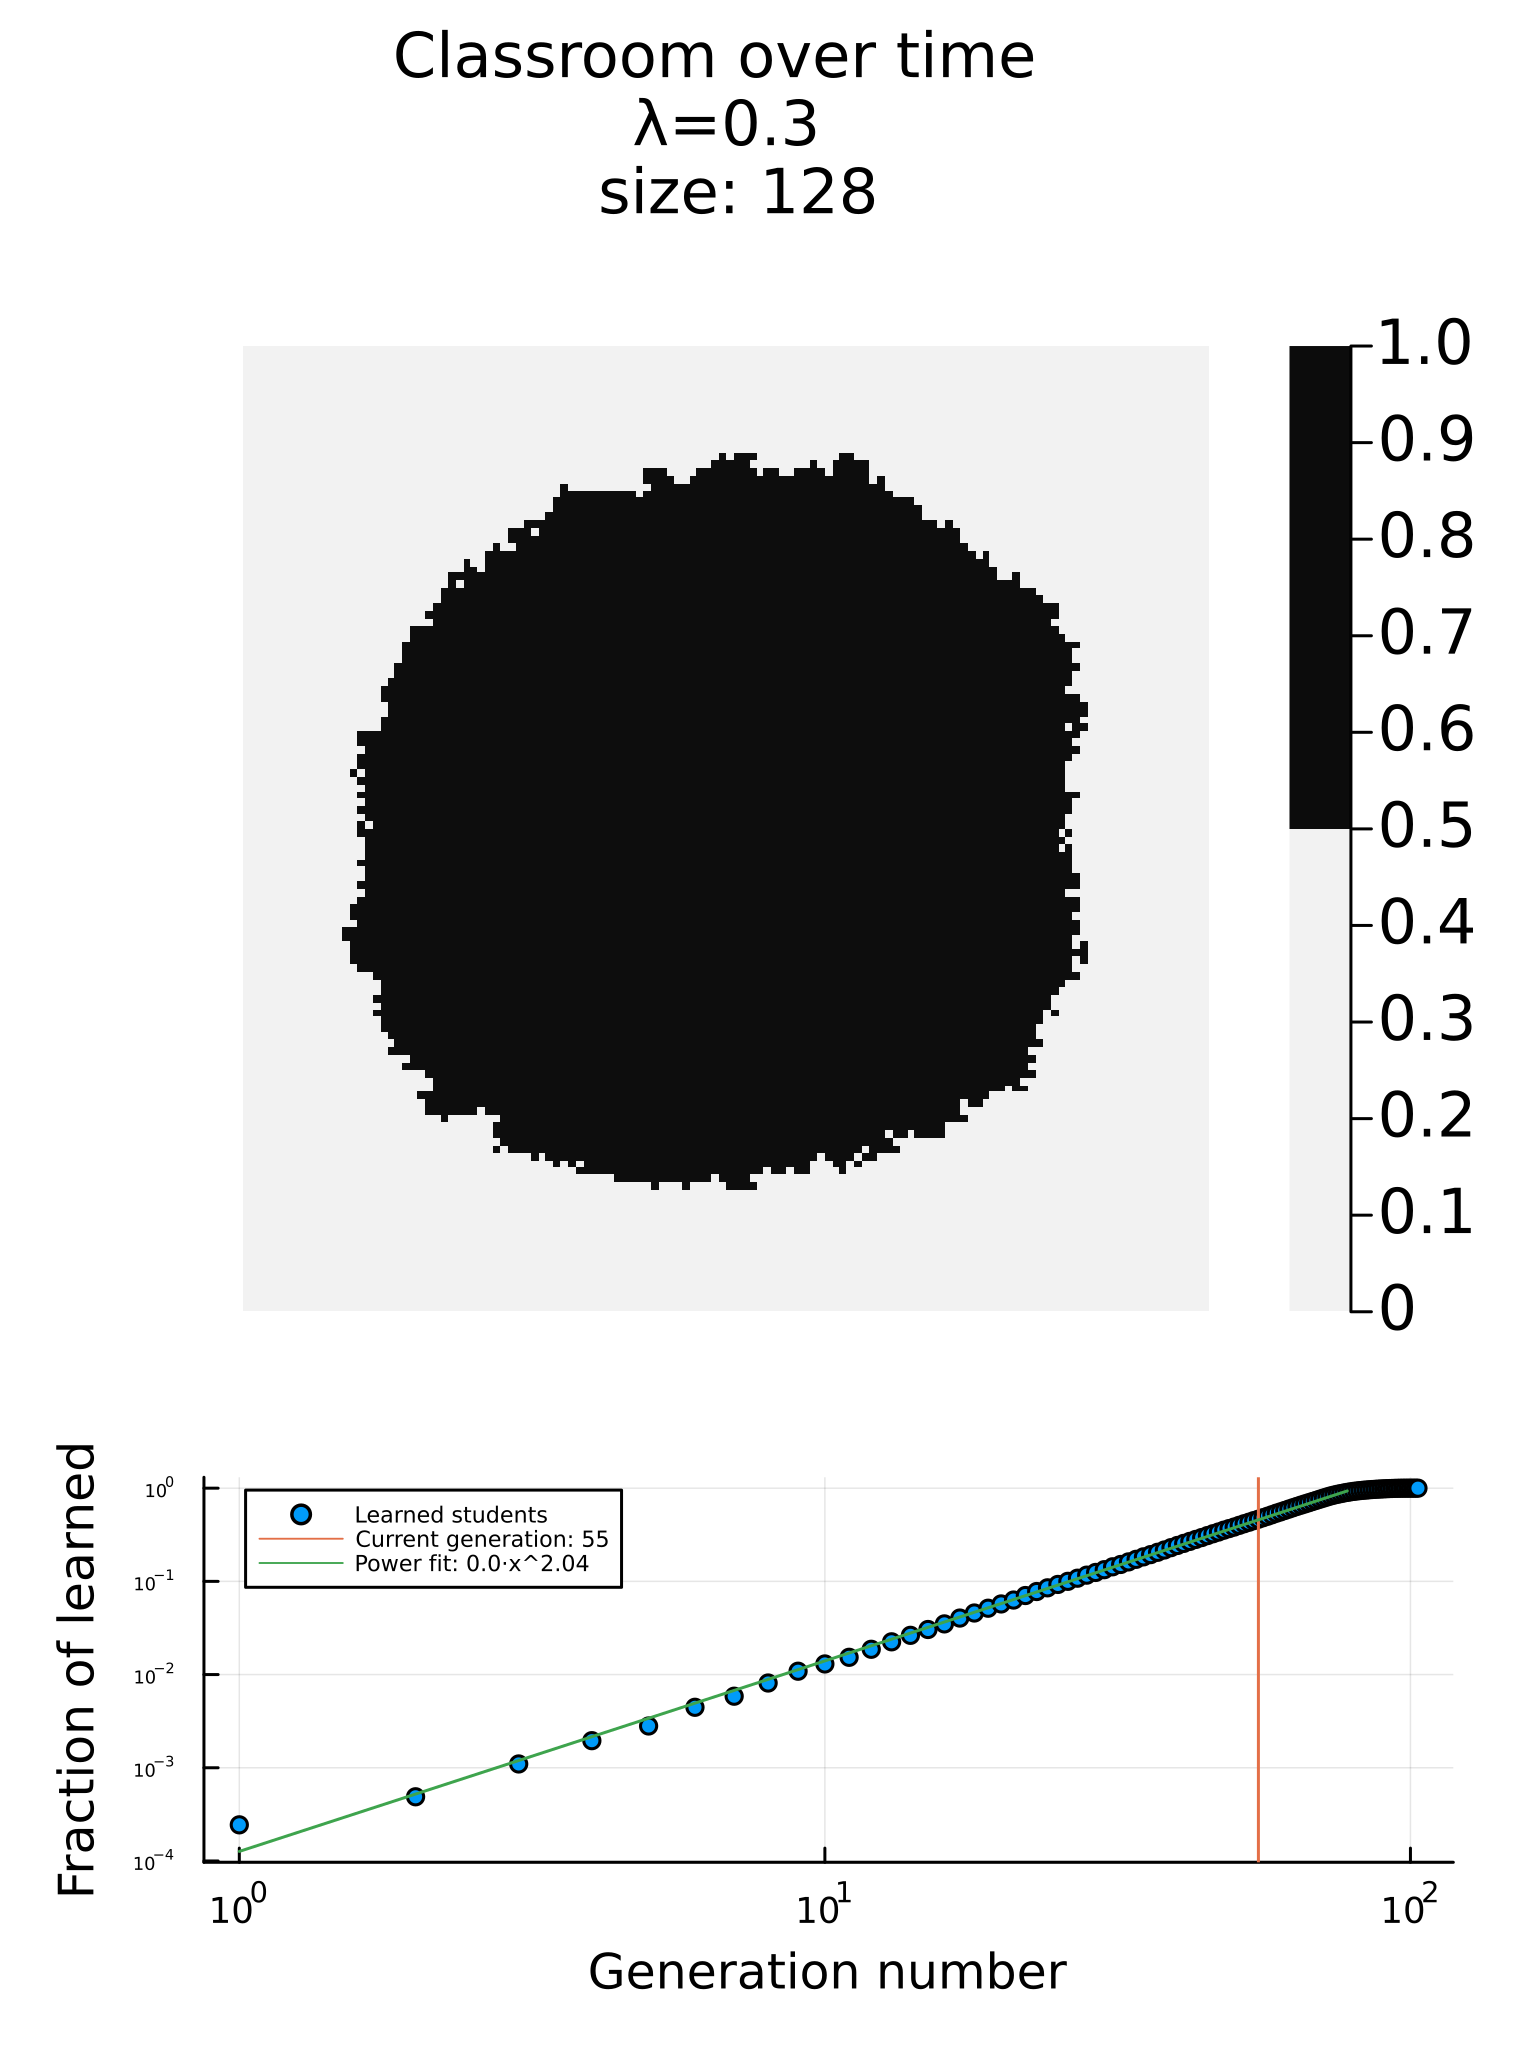 Classroom over time
λ=0.3
size: 128
1.0
0.9
0.8
0.7
0.6
0.5
0.4
0.3
0.2
0.1
0
Fraction of learned
10^0
10^-1
10^-2
10^-3
10^-4
Learned students
Current generation: 55
Power fit: 0.0·x^2.04
10^0 10^1 10^2
Generation number